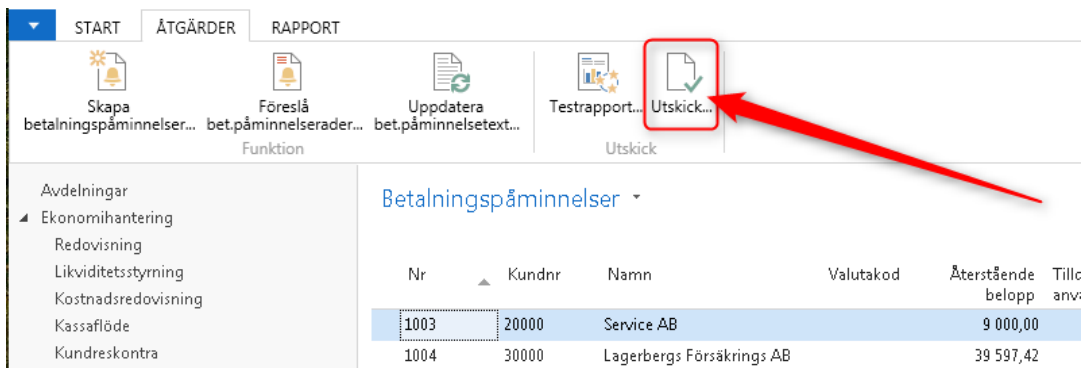 START ÅTGÄRDER RAPPORT
Skapa
betalningspåminnelser...
Föreslå
bet.påminnelserader...
Uppdatera
bet.påminnelsetext...
Testrapport...
Utskick...
Funktion
Utskick
Avdelningar
Ekonomihantering
Redovisning
Likviditetsstyrning
Kostnadsredovisning
Kassaflöde
Kundreskontra
Betalningspåminnelser
Nr Kundnr Namn Valutakod Återstående
belopp
1003 20000 Service AB 9 000,00
1004 30000 Lagerbergs Försäkrings AB 39 597,42